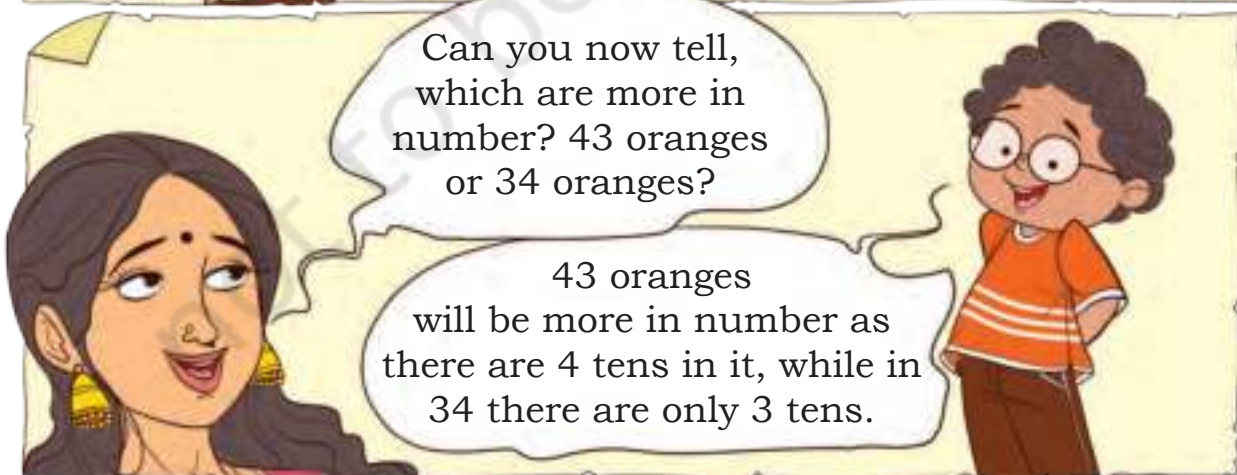 Can you now tell,
which are more in
number? 43 oranges
or 34 oranges?
43 oranges
will be more in number as
there are 4 tens in it, while in
34 there are only 3 tens.